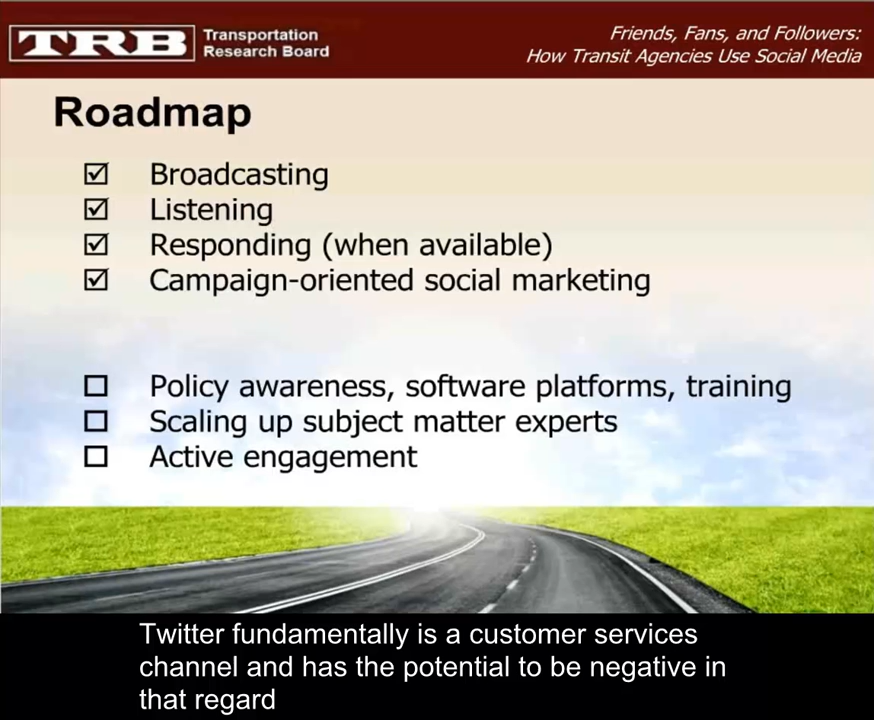 TRB
Transportation
Research Board
Friends, Fans, and Followers:
How Transit Agencies Use Social Media
Roadmap
Broadcasting
Listening
Responding (when available)
Campaign-oriented social marketing
Policy awareness, software platforms, training
Scaling up subject matter experts
Active engagement
Twitter fundamentally is a customer services
channel and has the potential to be negative in
that regard